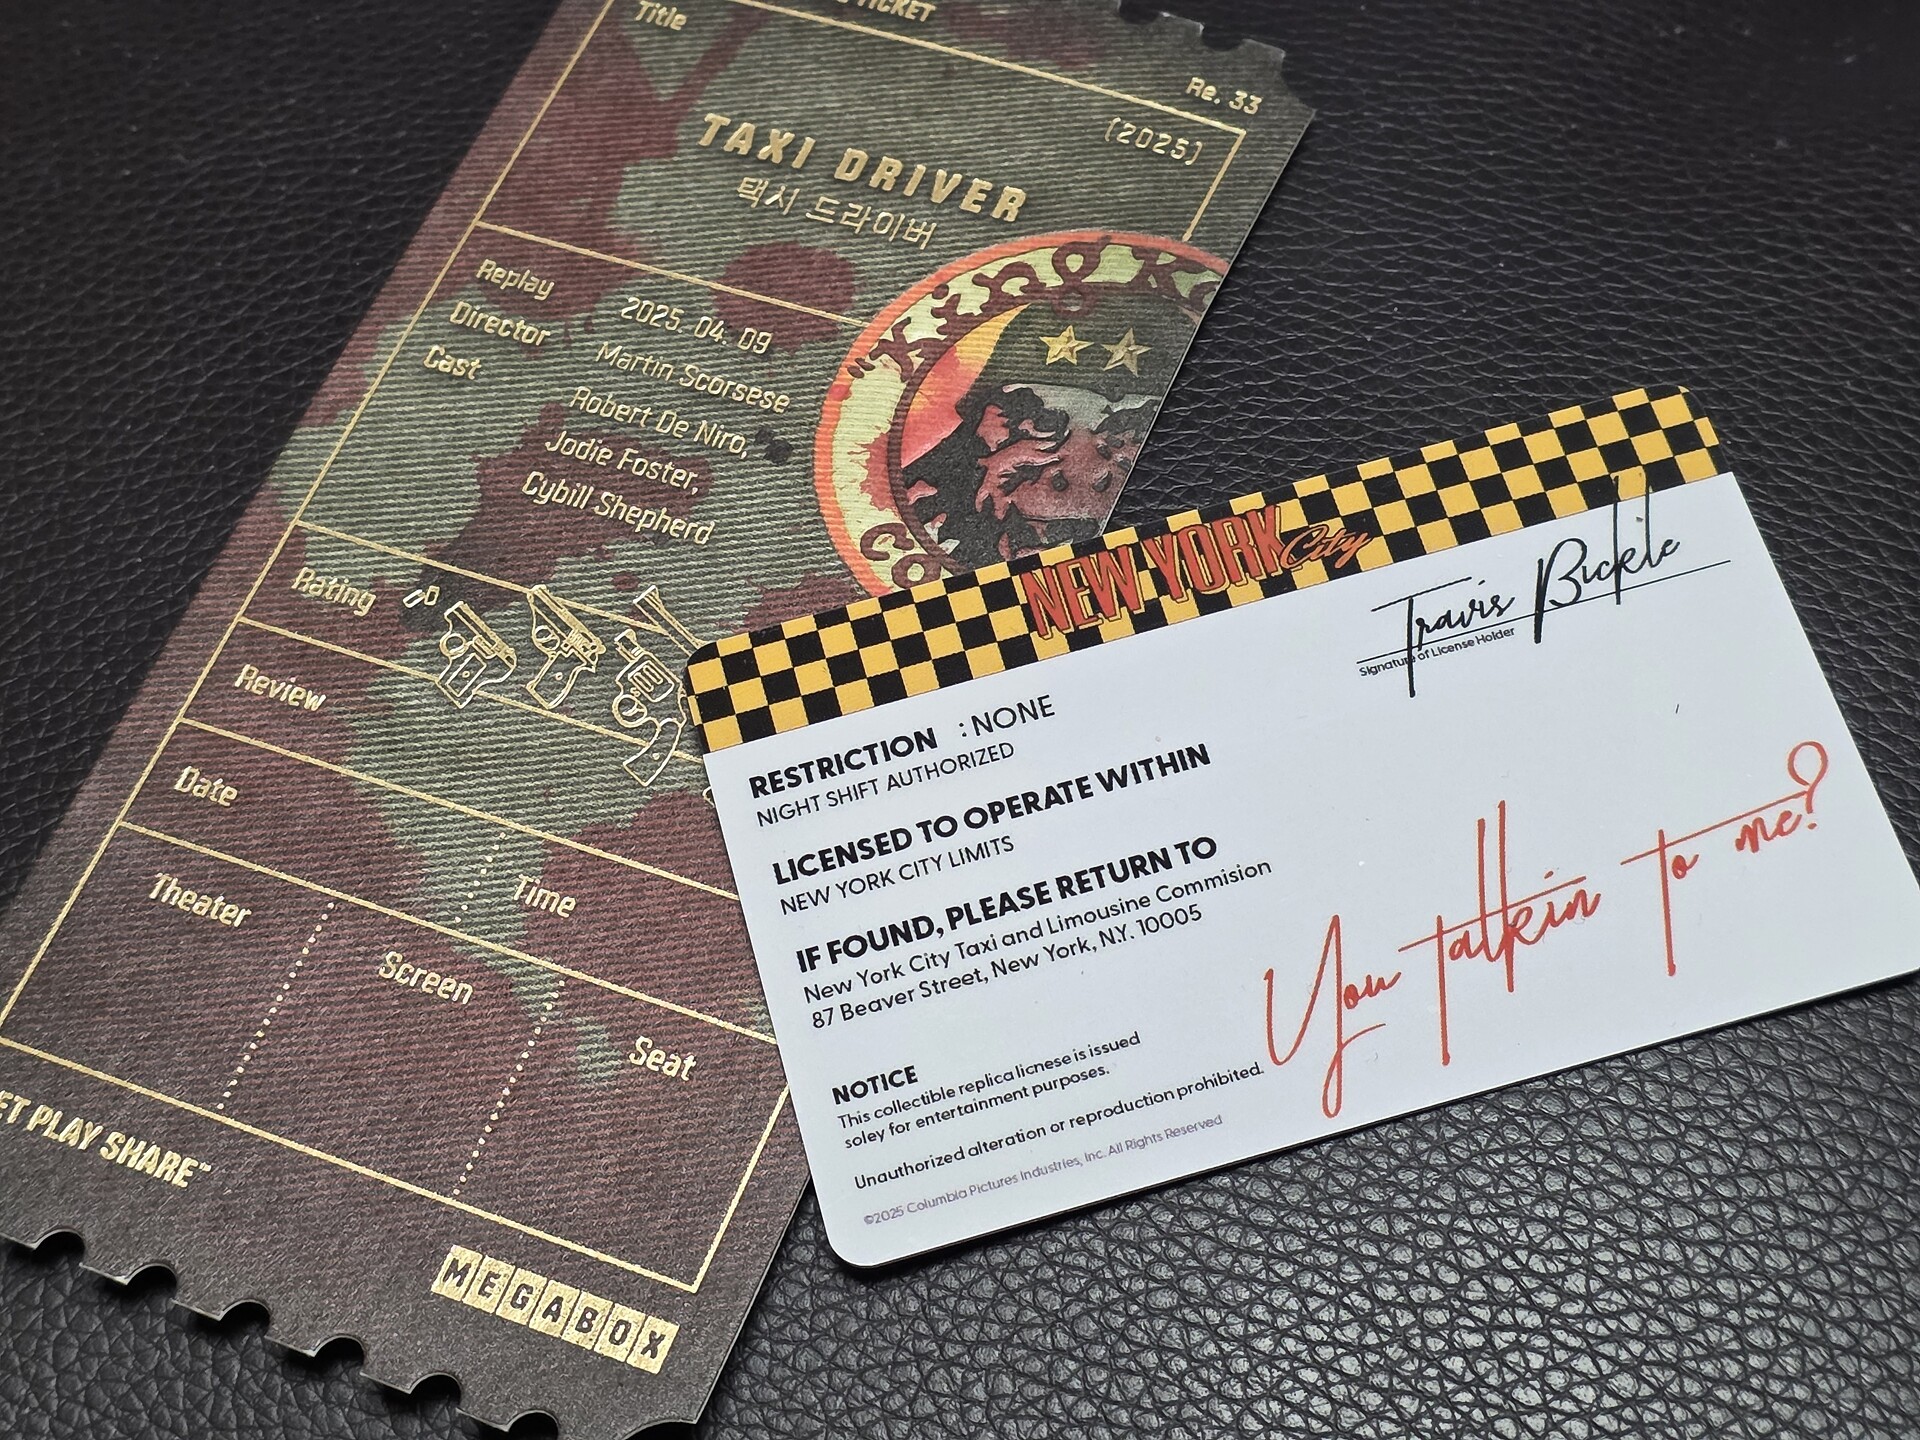 TICKET
Title
Re. 33
(2025)
TAXI DRIVER
택시 드라이버
Replay 2025. 04. 09
Director Martin Scorsese
Cast Robert De Niro,
Jodie Foster,
Cybill Shepherd
King Ko
Co
Rating
Review
Date
Time
Theater
Screen
Seat
ET PLAY SHARE™
MEGABOX
NEW YORK City
Travis Bickle
Signature of License Holder
RESTRICTION : NONE
NIGHT SHIFT AUTHORIZED
LICENSED TO OPERATE WITHIN
NEW YORK CITY LIMITS
IF FOUND, PLEASE RETURN TO
New York City Taxi and Limousine Commision
87 Beaver Street, New York, N.Y. 10005
You talkin to me?
NOTICE
This collectible replica licnese is issued
soley for entertainment purposes.
Unauthorized alteration or reproduction prohibited.
©2025 Columbia Pictures Industries, Inc. All Rights Reserved